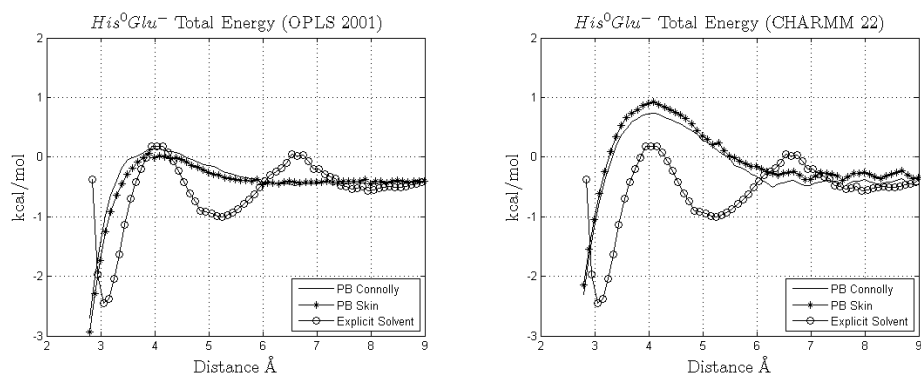 His⁰Glu⁻ Total Energy (OPLS 2001)
kcal/mol
2
1
0
-1
-2
-3
2 3 4 5 6 7 8 9
Distance Å
PB Connolly
PB Skin
Explicit Solvent
His⁰Glu⁻ Total Energy (CHARMM 22)
kcal/mol
2
1
0
-1
-2
-3
2 3 4 5 6 7 8 9
Distance Å
PB Connolly
PB Skin
Explicit Solvent